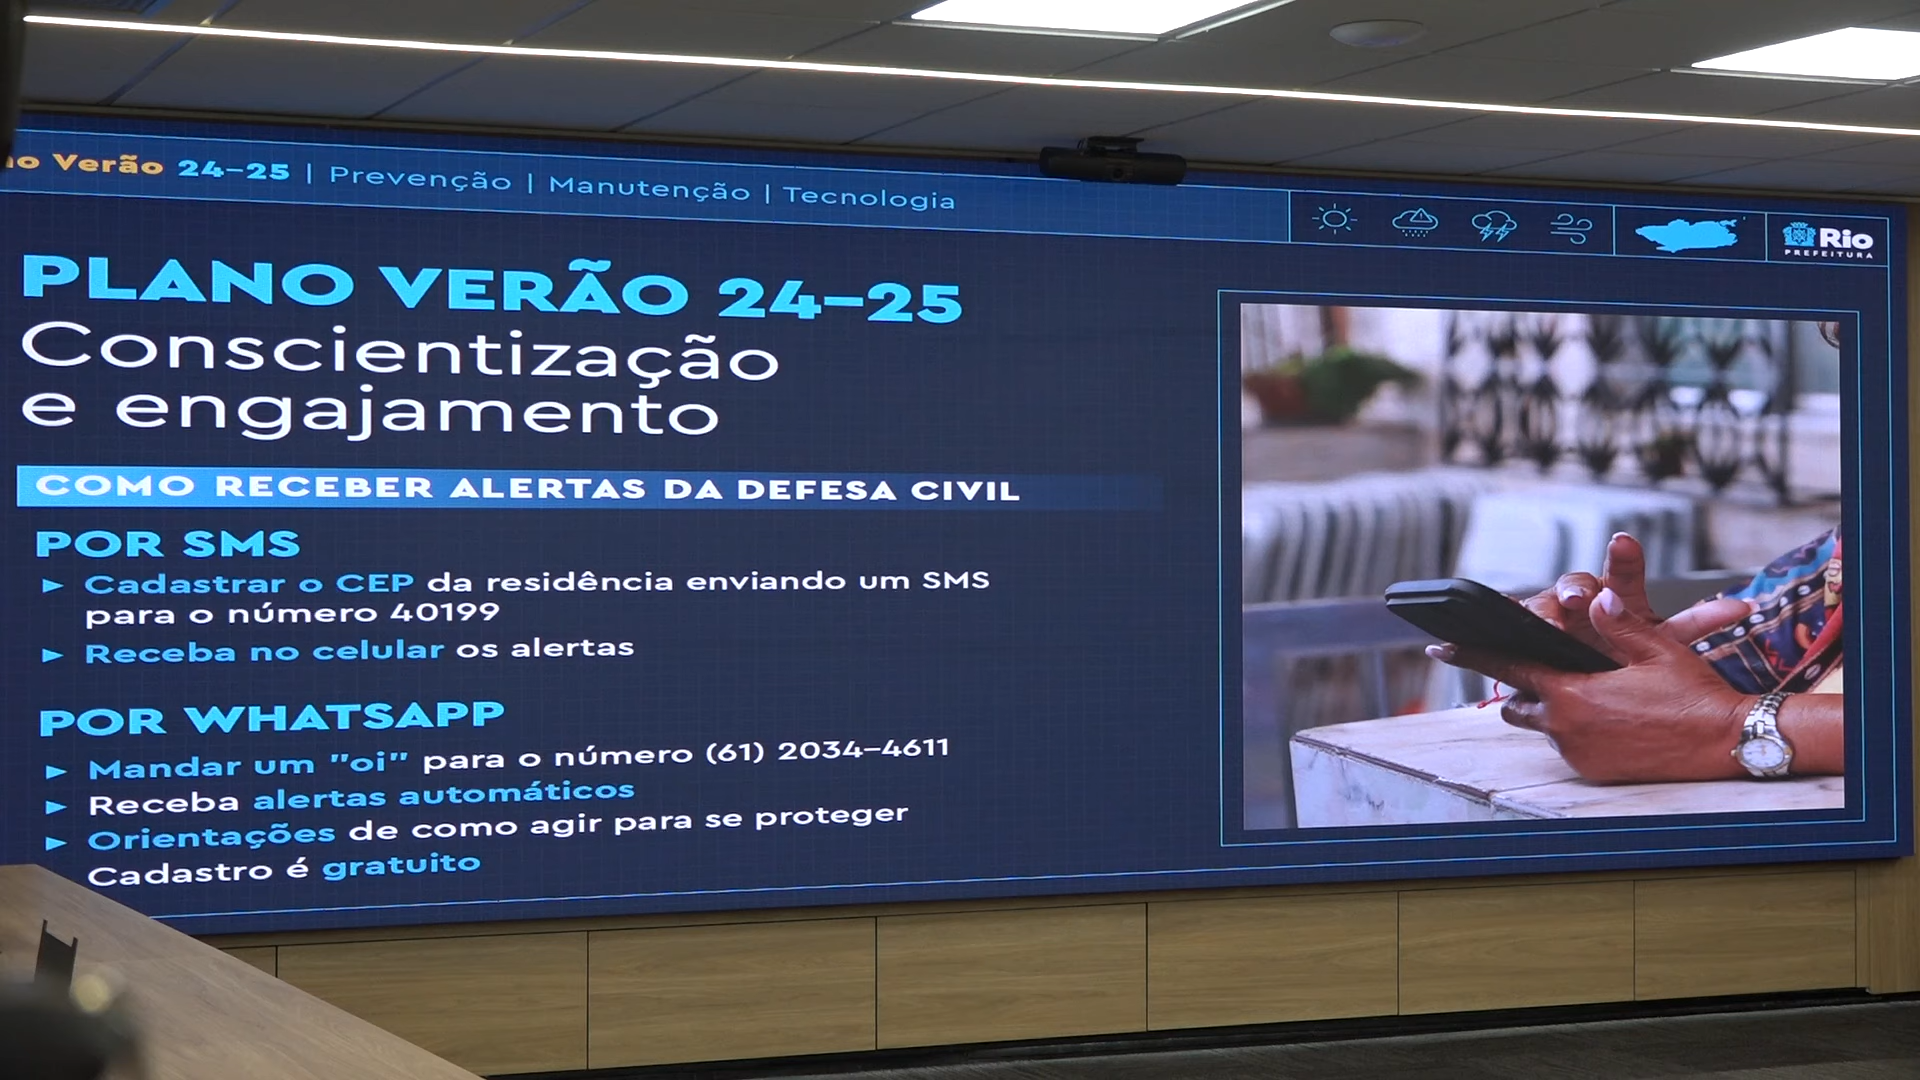 Verão 24-25 | Prevenção | Manutenção | Tecnologia
Rio
PREFEITURA
PLANO VERÃO 24-25
Conscientização
e engajamento
COMO RECEBER ALERTAS DA DEFESA CIVIL
POR SMS
► Cadastrar o CEP da residência enviando um SMS
para o número 40199
► Receba no celular os alertas
POR WHATSAPP
► Mandar um "oi" para o número (61) 2034-4611
► Receba alertas automáticos
► Orientações de como agir para se proteger
Cadastro é gratuito